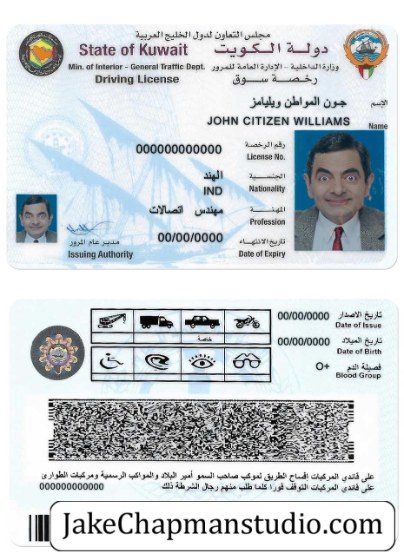 مجلس التعاون لدول الخليج العربية
State of Kuwait دولة الكويت
Min. of Interior - General Traffic Dept. وزارة الداخلية - الإدارة العامة للمرور
Driving License رخصة سوق
جون المواطن ويليامز الإسم
JOHN CITIZEN WILLIAMS Name
000000000000 رقم الرخصة
License No.
الهند الجنسية
IND Nationality
مهندس اتصالات المهنة
Profession
00/00/0000 تاريخ الانتهاء
Date of Expiry
مدير عام المرور
Issuing Authority
00/00/0000 تاريخ الاصدار
Date of Issue
خاصة
00/00/0000 تاريخ الميلاد
Date of Birth
O+ فصيلة الدم
Blood Group
على قائدي المركبات إفساح الطريق لموكب صاحب السمو أمير البلاد والمواكب الرسمية ومركبات الطوارئ
على قائدي المركبات التوقف فورا كلما طلب منهم رجال الشرطة ذلك
000000000000
JakeChapmanstudio.com